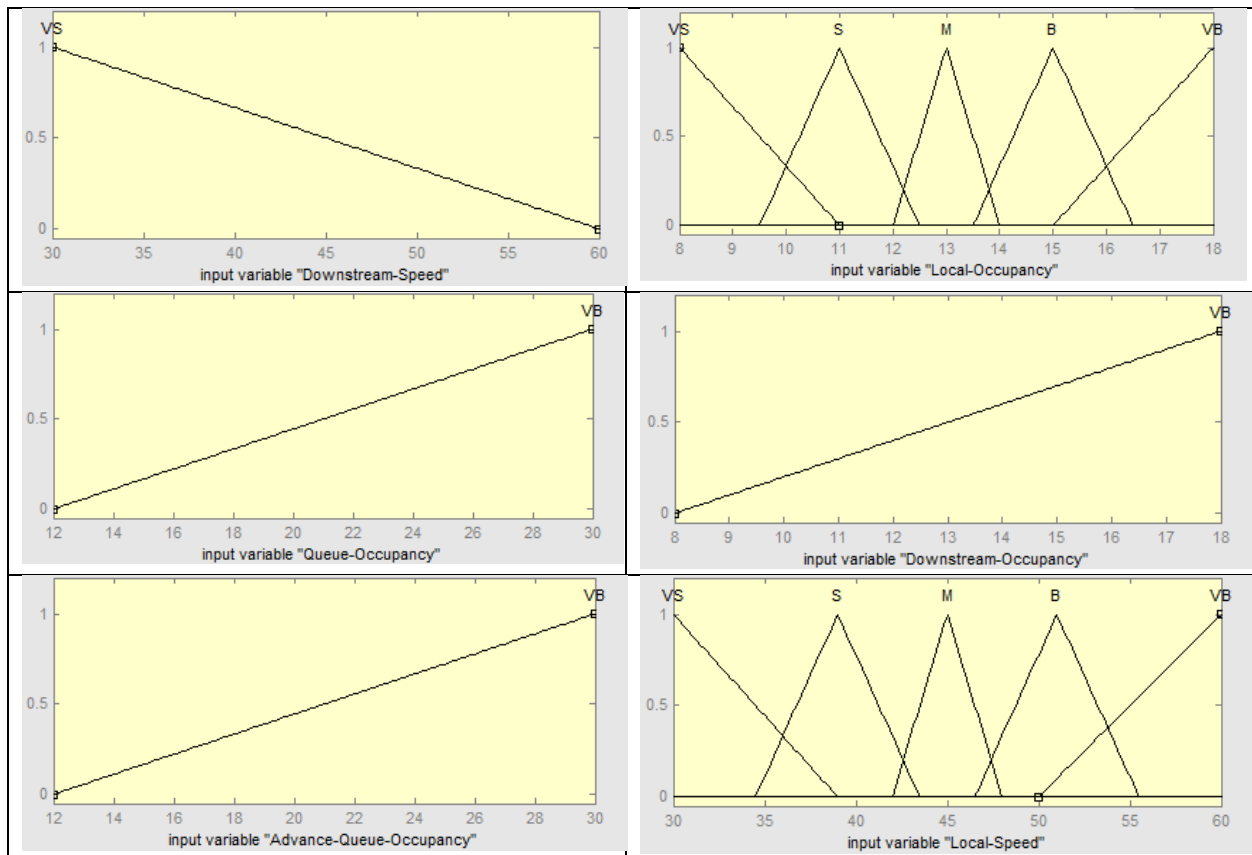 VS
1
0.5
0
30 35 40 45 50 55 60
input variable "Downstream-Speed"
VS S M B VB
1
0.5
0
8 9 10 11 12 13 14 15 16 17 18
input variable "Local-Occupancy"
VB
1
0.5
0
12 14 16 18 20 22 24 26 28 30
input variable "Queue-Occupancy"
VB
1
0.5
0
8 9 10 11 12 13 14 15 16 17 18
input variable "Downstream-Occupancy"
VB
1
0.5
0
12 14 16 18 20 22 24 26 28 30
input variable "Advance-Queue-Occupancy"
VS S M B VB
1
0.5
0
30 35 40 45 50 55 60
input variable "Local-Speed"